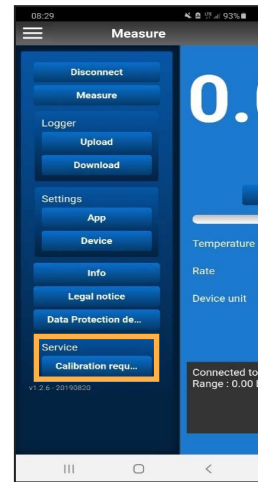 08:29 93%
Measure
Disconnect
Measure
Logger
Upload
Download
Settings
App
Device
Info
Legal notice
Data Protection de...
Service
Calibration requ...
v1.2.6 - 20190820
0.
Temperature
Rate
Device unit
Connected to
Range : 0.00